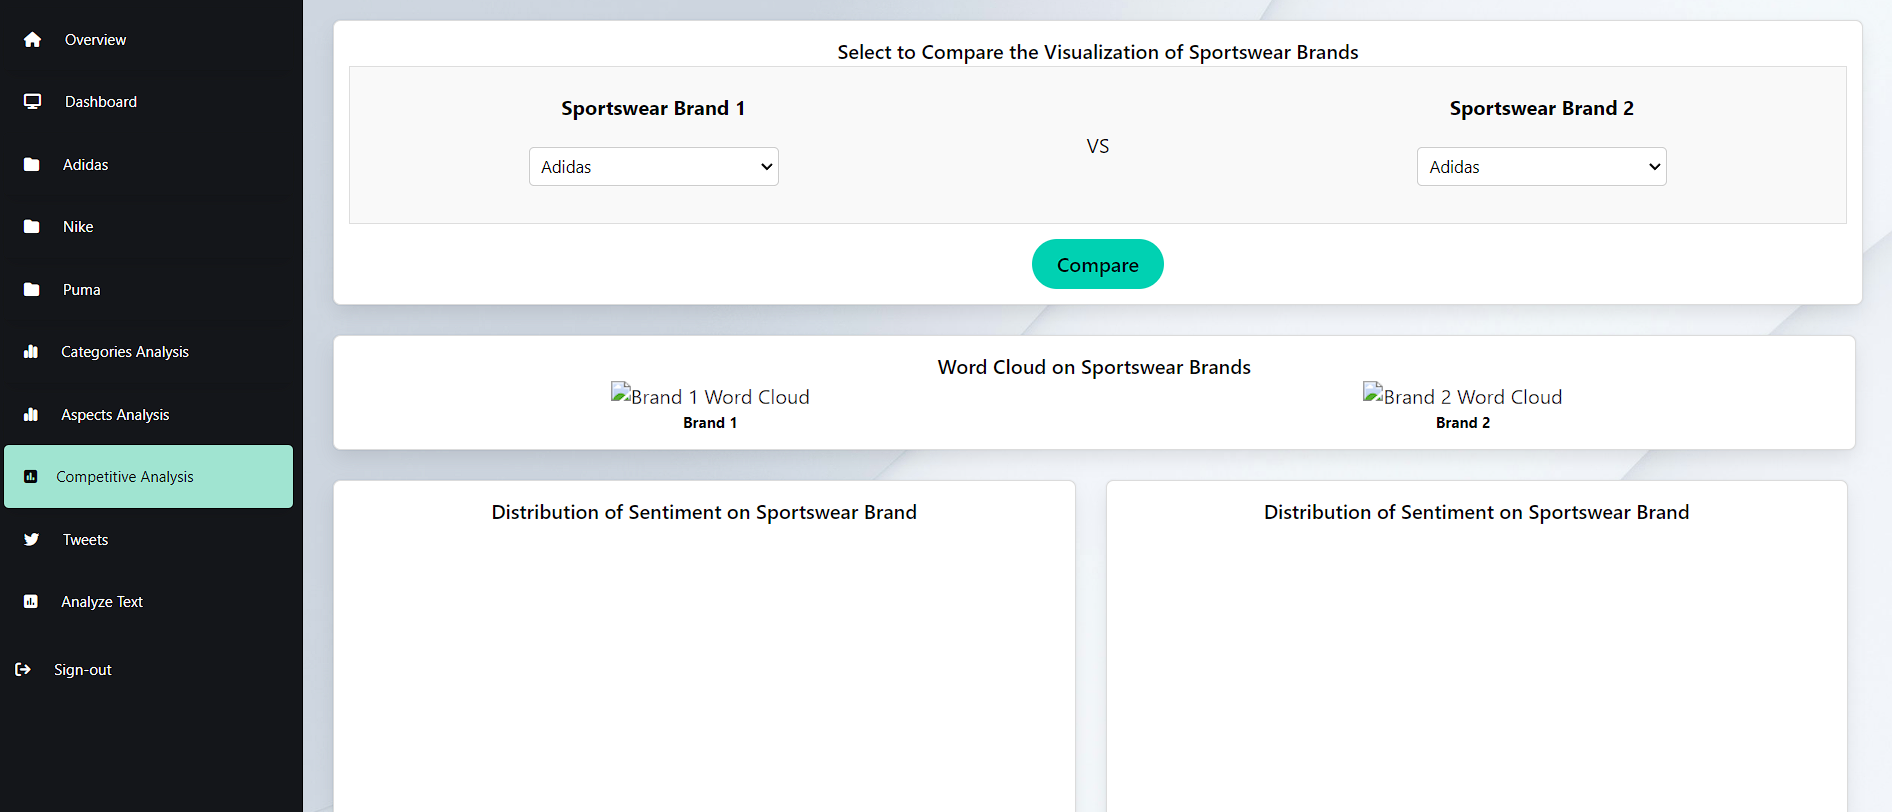 Overview
Dashboard
Adidas
Nike
Puma
Categories Analysis
Aspects Analysis
Competitive Analysis
Tweets
Analyze Text
Sign-out
Select to Compare the Visualization of Sportswear Brands
Sportswear Brand 1
Adidas
VS
Sportswear Brand 2
Adidas
Compare
Word Cloud on Sportswear Brands
Brand 1 Word Cloud
Brand 1
Brand 2 Word Cloud
Brand 2
Distribution of Sentiment on Sportswear Brand
Distribution of Sentiment on Sportswear Brand